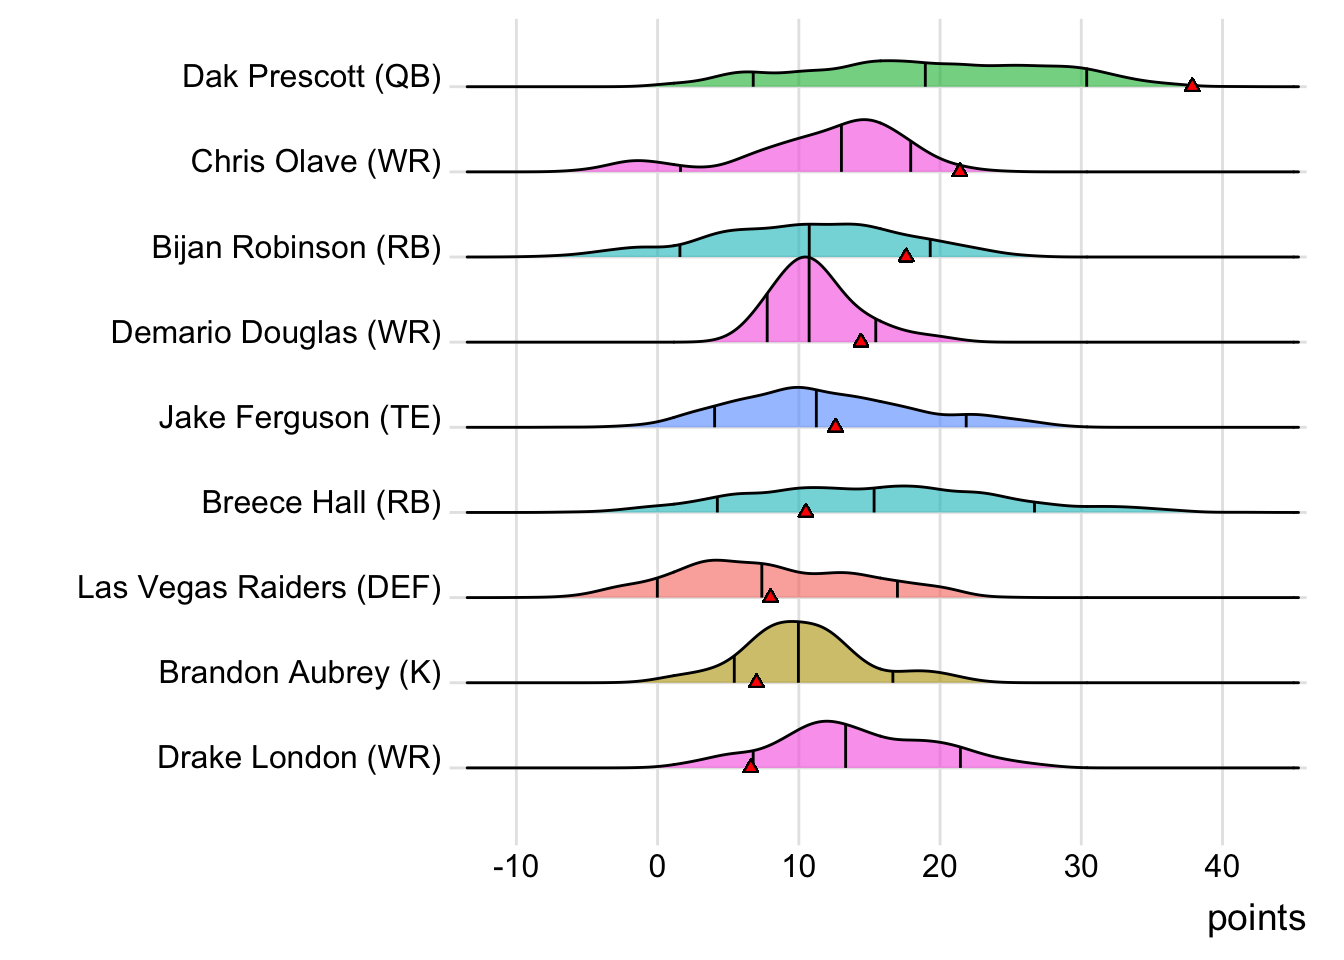 Dak Prescott (QB)
Chris Olave (WR)
Bijan Robinson (RB)
Demario Douglas (WR)
Jake Ferguson (TE)
Breece Hall (RB)
Las Vegas Raiders (DEF)
Brandon Aubrey (K)
Drake London (WR)
-10 0 10 20 30 40
points